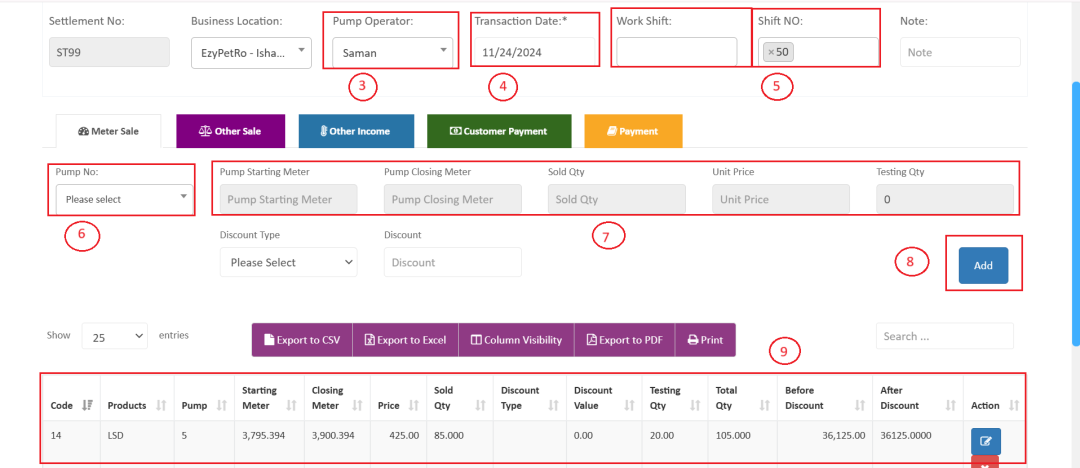 Settlement No: Business Location: Pump Operator: Transaction Date:* Work Shift: Shift NO: Note:
ST99 EzyPetRo - Isha... Saman 11/24/2024 ×50 Note
3 4 5
Meter Sale Other Sale Other Income Customer Payment Payment
Pump No: Pump Starting Meter Pump Closing Meter Sold Qty Unit Price Testing Qty
Please select Pump Starting Meter Pump Closing Meter Sold Qty Unit Price 0
6 7
Discount Type Discount
Please Select Discount 8 Add
Show 25 entries Export to CSV Export to Excel Column Visibility Export to PDF Print Search ...
9
Code Products Pump Starting Meter Closing Meter Price Sold Qty Discount Type Discount Value Testing Qty Total Qty Before Discount After Discount Action
14 LSD 5 3,795.394 3,900.394 425.00 85.000 0.00 20.00 105.000 36,125.00 36125.0000